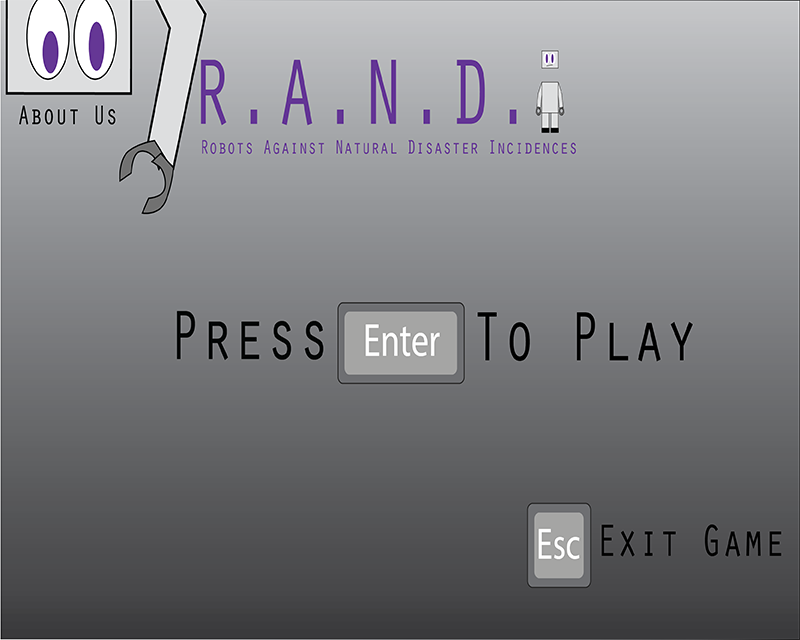 R.A.N.D.
About Us
Robots Against Natural Disaster Incidences
Press Enter To Play
Esc Exit Game